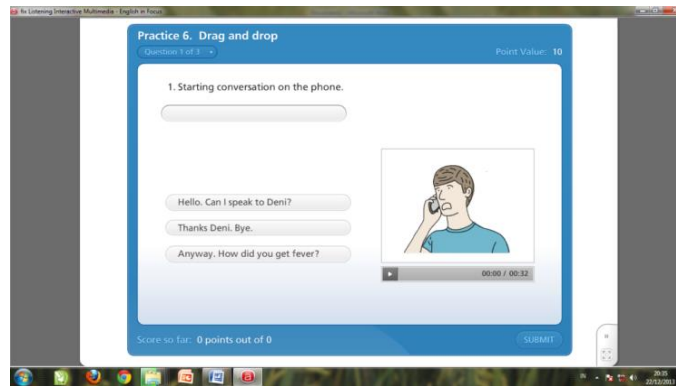 fix Listening Interactive Multimedia - English in Focus
Practice 6. Drag and drop
Question 1 of 3
Point Value: 10
1. Starting conversation on the phone.
Hello. Can I speak to Deni?
Thanks Deni. Bye.
Anyway. How did you get fever?
00:00 / 00:32
Score so far: 0 points out of 0
SUBMIT
IN
20:35
22/12/2013